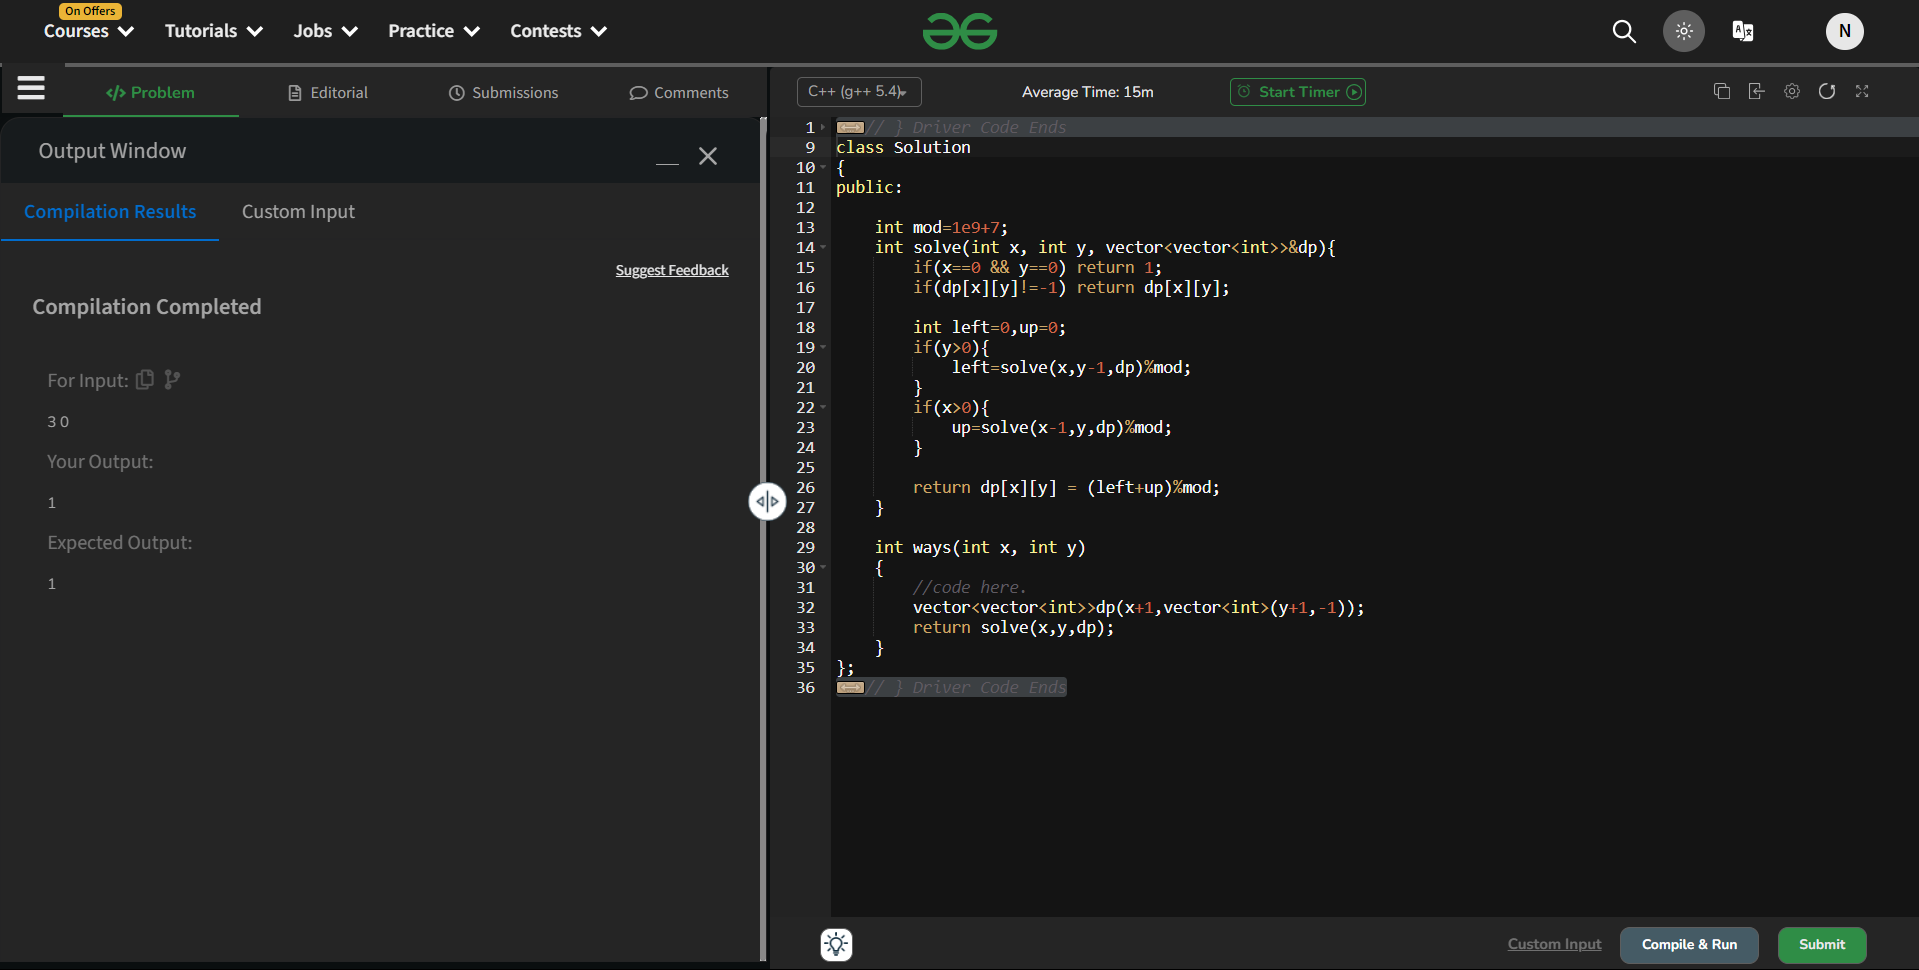 On Offers
Courses Tutorials Jobs Practice Contests N
Problem Editorial Submissions Comments
Output Window
Compilation Results Custom Input
Suggest Feedback
Compilation Completed
For Input:
3 0
Your Output:
1
Expected Output:
1
C++ (g++ 5.4) Average Time: 15m Start Timer
1 // } Driver Code Ends
9 class Solution
10 {
11 public:
12
13     int mod=1e9+7;
14     int solve(int x, int y, vector<vector<int>>&dp){
15         if(x==0 && y==0) return 1;
16         if(dp[x][y]!=-1) return dp[x][y];
17
18         int left=0,up=0;
19         if(y>0){
20             left=solve(x,y-1,dp)%mod;
21         }
22         if(x>0){
23             up=solve(x-1,y,dp)%mod;
24         }
25
26         return dp[x][y] = (left+up)%mod;
27     }
28
29     int ways(int x, int y)
30     {
31         //code here.
32         vector<vector<int>>dp(x+1,vector<int>(y+1,-1));
33         return solve(x,y,dp);
34     }
35 };
36 // } Driver Code Ends
Custom Input Compile & Run Submit